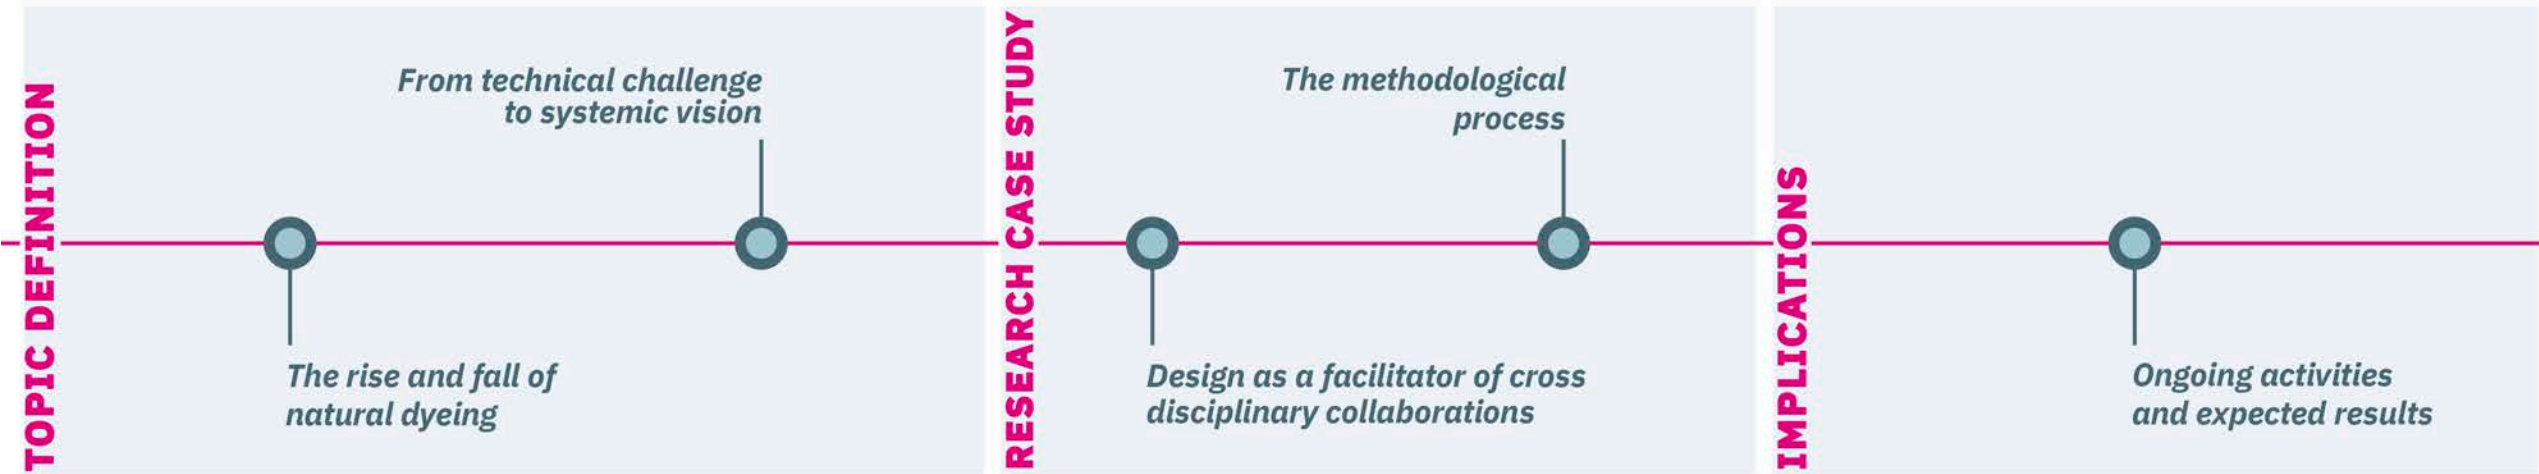 TOPIC DEFINITION
From technical challenge
to systemic vision
The rise and fall of
natural dyeing
RESEARCH CASE STUDY
The methodological
process
Design as a facilitator of cross
disciplinary collaborations
IMPLICATIONS
Ongoing activities
and expected results